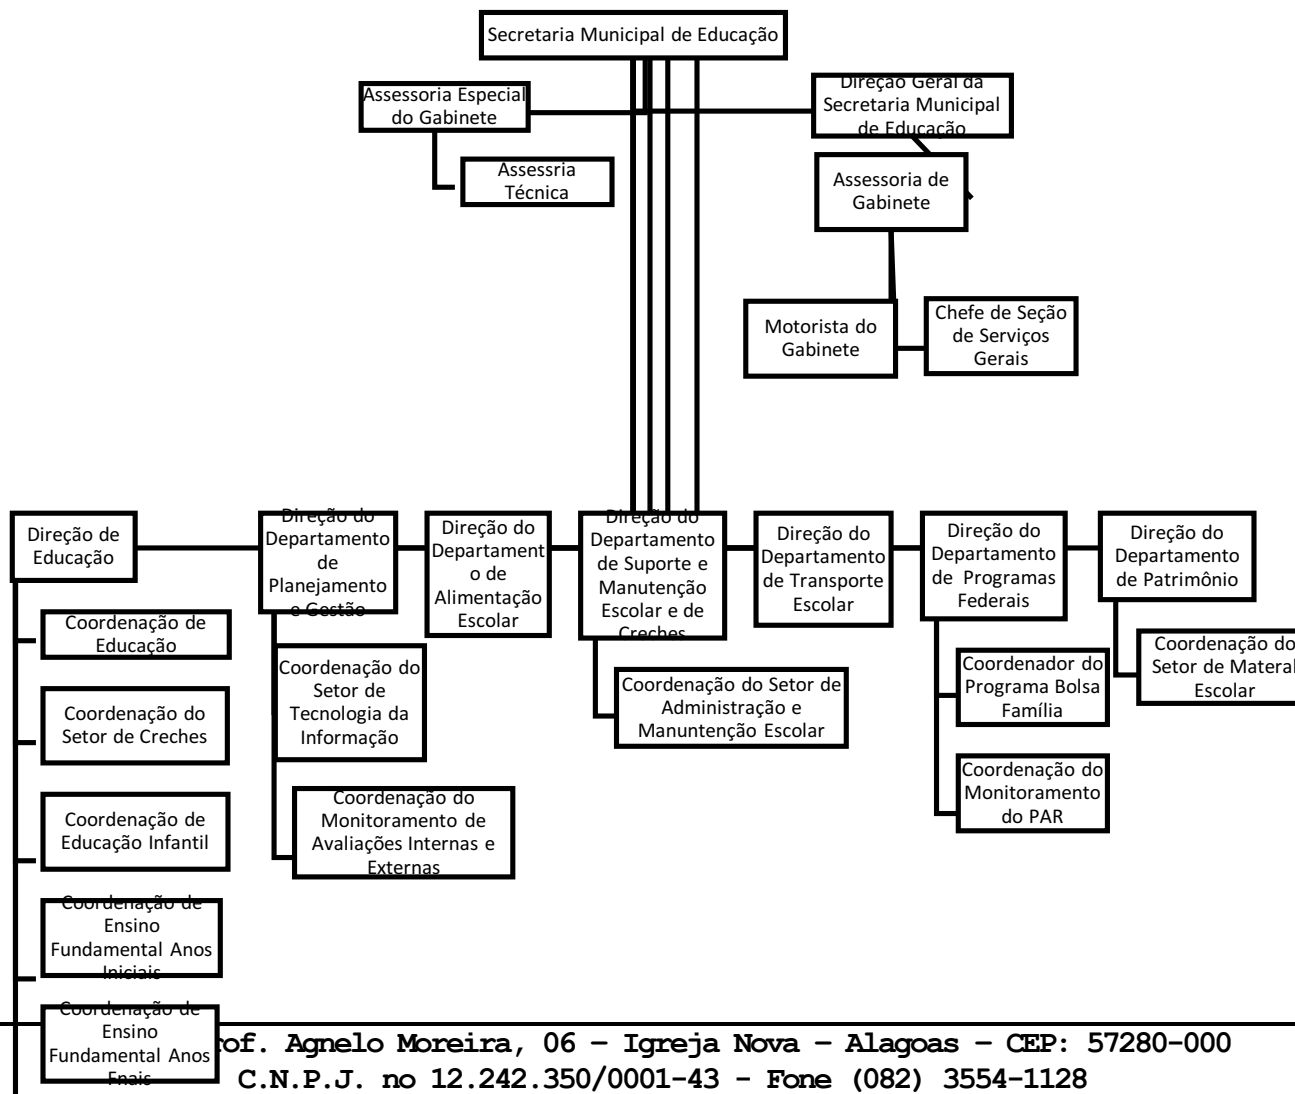 Secretaria Municipal de Educação
Assessoria Especial
do Gabinete
Direção Geral da
Secretaria Municipal
de Educação
Assessria
Técnica
Assessoria de
Gabinete
Motorista do
Gabinete
Chefe de Seção
de Serviços
Gerais
Direção de
Educação
Direção do
Departamento
de
Planejamento
e Gestão
Direção do
Departament
o de
Alimentação
Escolar
Direção do
Departamento
de Suporte e
Manutenção
Escolar e de
Creches
Direção do
Departamento
de Transporte
Escolar
Direção do
Departamento
de Programas
Federais
Direção do
Departamento
de Patrimônio
Coordenação de
Educação
Coordenação do
Setor de Creches
Coordenação de
Educação Infantil
Coordenação de
Ensino
Fundamental Anos
Iniciais
Coordenação de
Ensino
Fundamental Anos
Fnais
Coordenação do
Setor de
Tecnologia da
Informação
Coordenação do
Monitoramento de
Avaliações Internas e
Externas
Coordenação do Setor de
Administração e
Manuntenção Escolar
Coordenador do
Programa Bolsa
Família
Coordenação do
Monitoramento
do PAR
Coordenação do
Setor de Materal
Escolar
of. Agnelo Moreira, 06 – Igreja Nova – Alagoas – CEP: 57280-000
C.N.P.J. no 12.242.350/0001-43 - Fone (082) 3554-1128